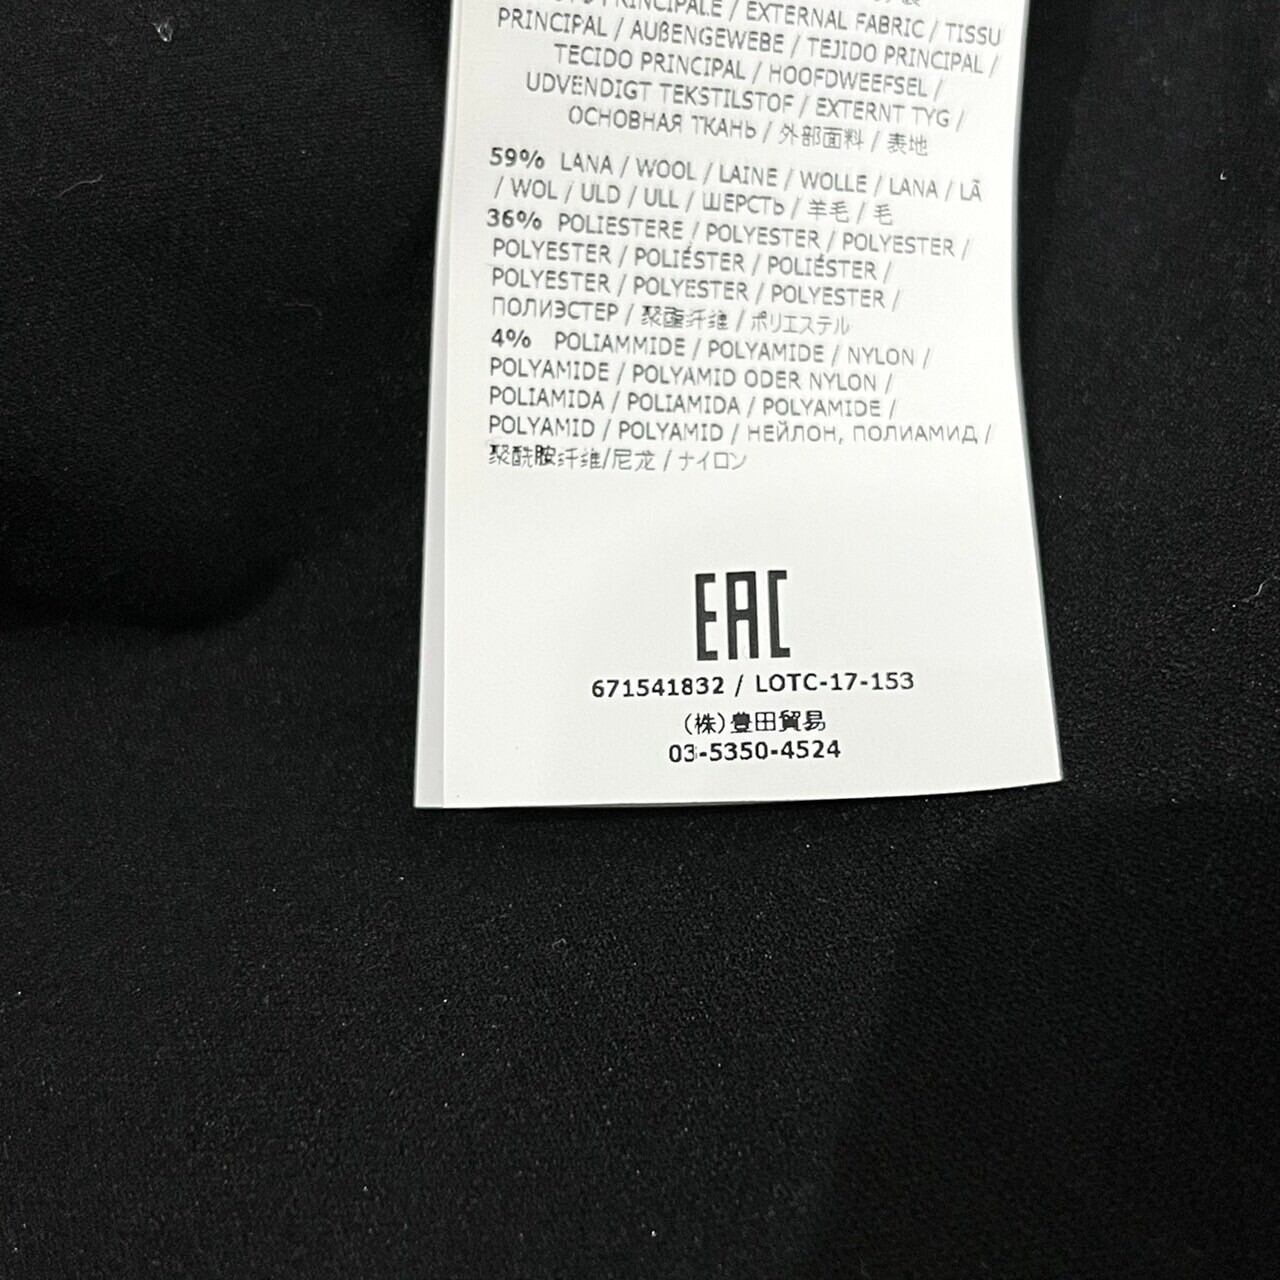 PRINCIPALE / EXTERNAL FABRIC / TISSU
PRINCIPAL / AUßENGEWEBE / TEJIDO PRINCIPAL /
TECIDO PRINCIPAL / HOOFDWEEFSEL /
UDVENDIGT TEKSTILSTOF / EXTERNT TYG /
ОСНОВНАЯ ТКАНЬ / 外部面料 / 表地
59% LANA / WOOL / LAINE / WOLLE / LANA / LÃ
/ WOL / ULD / ULL / ШЕРСТЬ / 羊毛 / 毛
36% POLIESTERE / POLYESTER / POLYESTER /
POLYESTER / POLIÉSTER / POLIÉSTER /
POLYESTER / POLYESTER / POLYESTER /
ПОЛИЭСТЕР / 聚酯纤维 / ポリエステル
4% POLIAMMIDE / POLYAMIDE / NYLON /
POLYAMIDE / POLYAMID ODER NYLON /
POLIAMIDA / POLIAMIDA / POLYAMIDE /
POLYAMID / POLYAMID / НЕЙЛОН, ПОЛИАМИД /
聚酰胺纤维/尼龙 / ナイロン
EAC
671541832 / LOTC-17-153
(株)豊田貿易
03-5350-4524